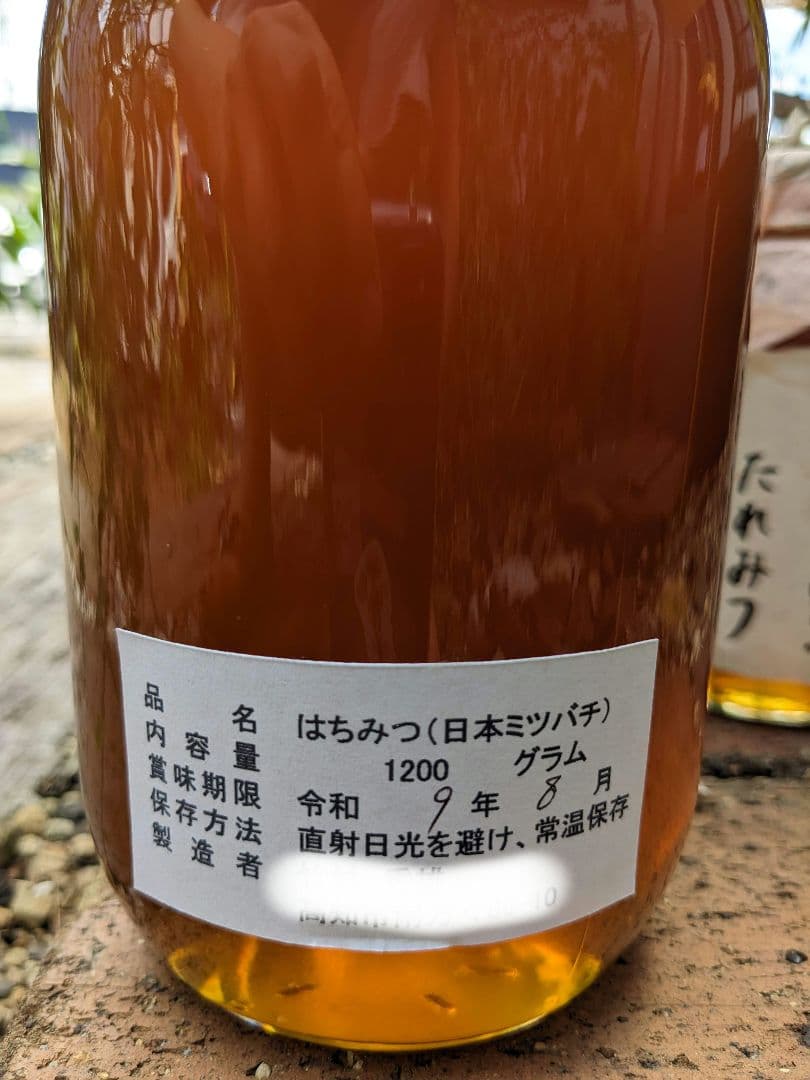 品名 はちみつ（日本ミツバチ）
内容量 1200 グラム
賞味期限 令和 9 年 8 月
保存方法 直射日光を避け、常温保存
製造者
たれみつ